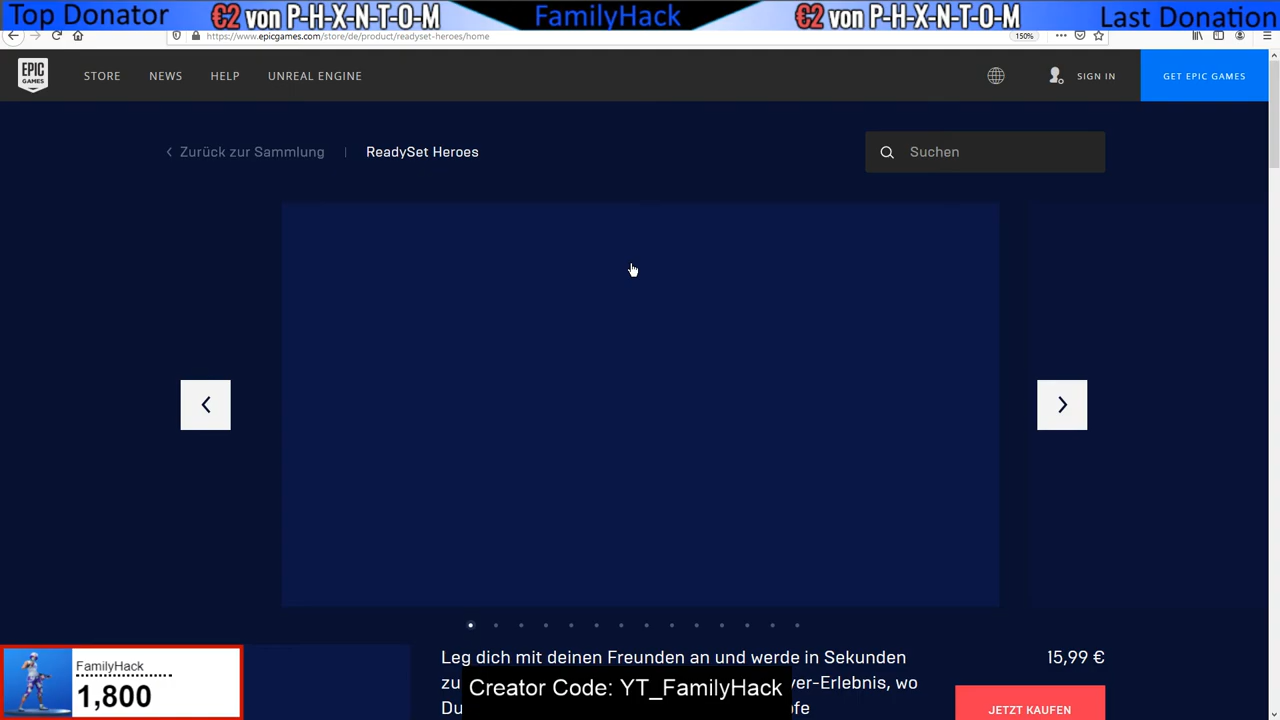 Top Donator €2 von P-H-X-N-T-O-M FamilyHack €2 von P-H-X-N-T-O-M Last Donation
https://www.epicgames.com/store/de/product/readyset-heroes/home 150%
EPIC GAMES STORE NEWS HELP UNREAL ENGINE SIGN IN GET EPIC GAMES
Zurück zur Sammlung | ReadySet Heroes Suchen
Leg dich mit deinen Freunden an und werde in Sekunden 15,99 €
FamilyHack
1,800
zu ver-Erlebnis, wo
Creator Code: YT_FamilyHack
Du pfe
JETZT KAUFEN